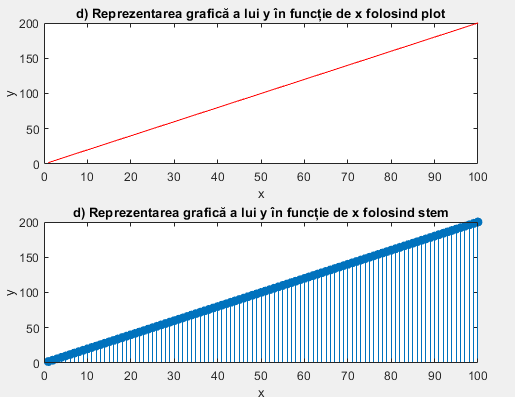 d) Reprezentarea grafică a lui y în funcție de x folosind plot
200
150
100
50
0
y
0 10 20 30 40 50 60 70 80 90 100
x
d) Reprezentarea grafică a lui y în funcție de x folosind stem
200
150
100
50
0
y
0 10 20 30 40 50 60 70 80 90 100
x